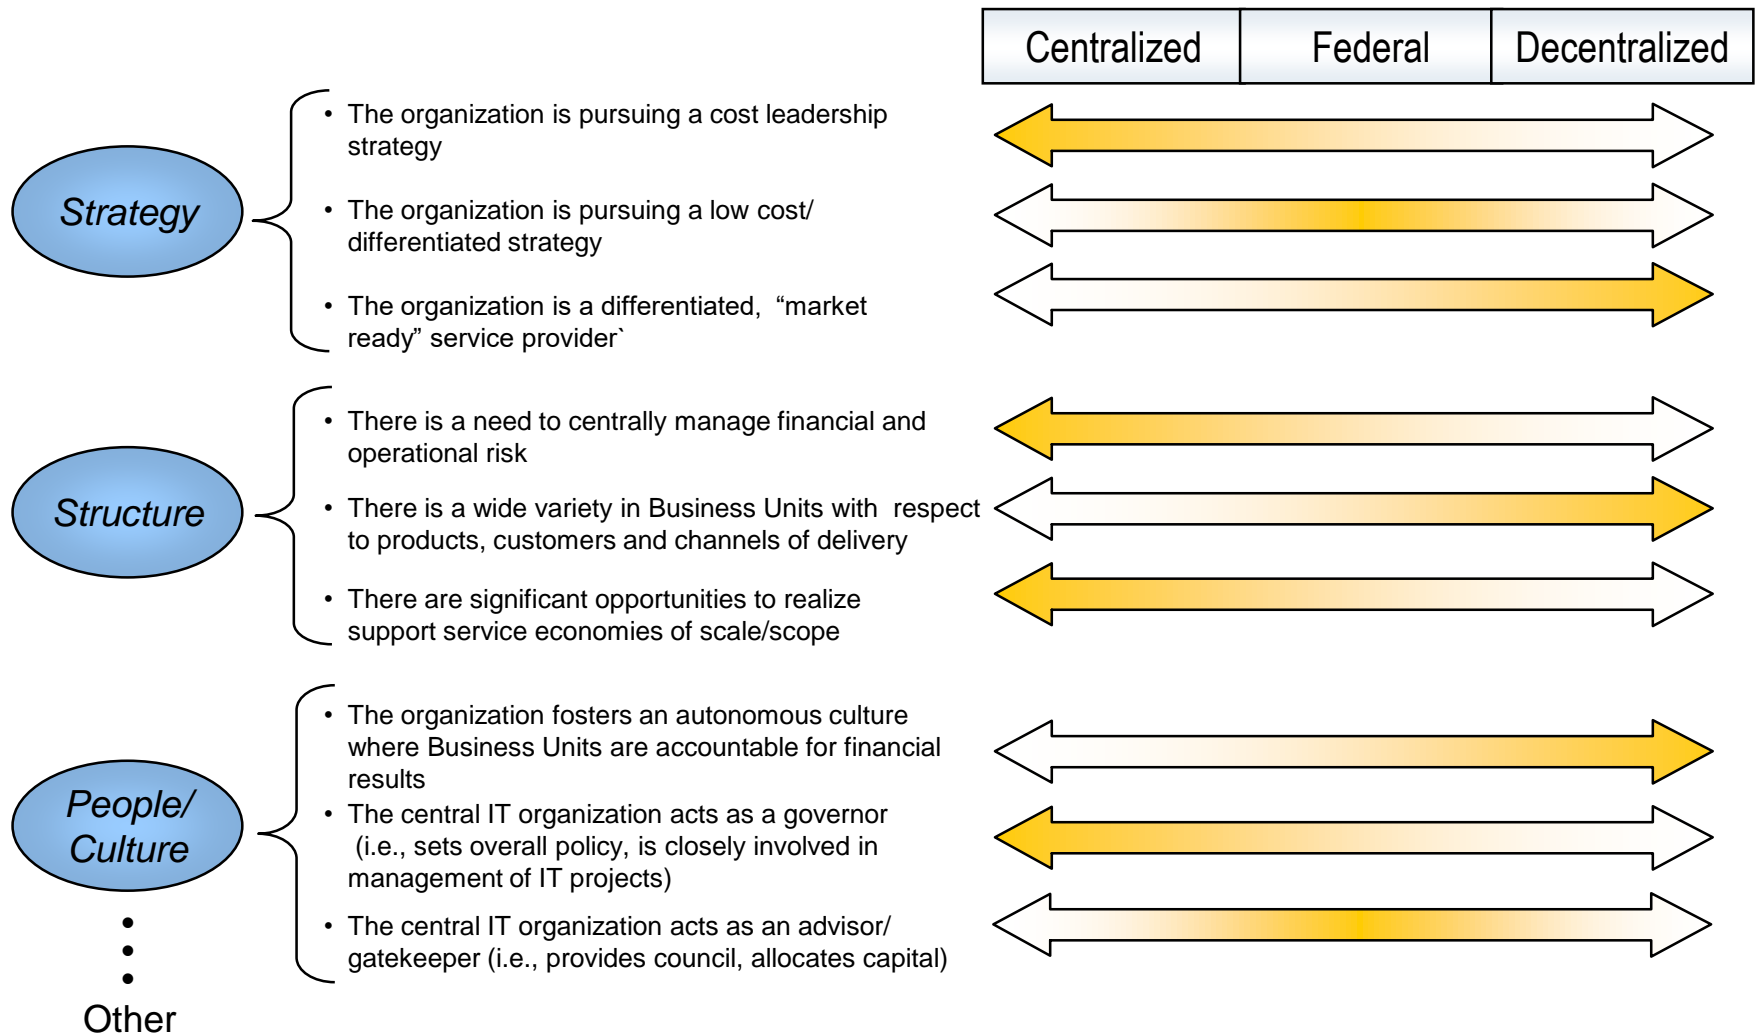 Centralized
Federal
Decentralized
Strategy
• The organization is pursuing a cost leadership
strategy
• The organization is pursuing a low cost/
differentiated strategy
• The organization is a differentiated,  “market
ready” service provider`
Structure
• There is a need to centrally manage financial and
operational risk
• There is a wide variety in Business Units with  respect
to products, customers and channels of delivery
• There are significant opportunities to realize
support service economies of scale/scope
People/
Culture
• The organization fosters an autonomous culture
where Business Units are accountable for financial
results
• The central IT organization acts as a governor
(i.e., sets overall policy, is closely involved in
management of IT projects)
• The central IT organization acts as an advisor/
gatekeeper (i.e., provides council, allocates capital)
Other